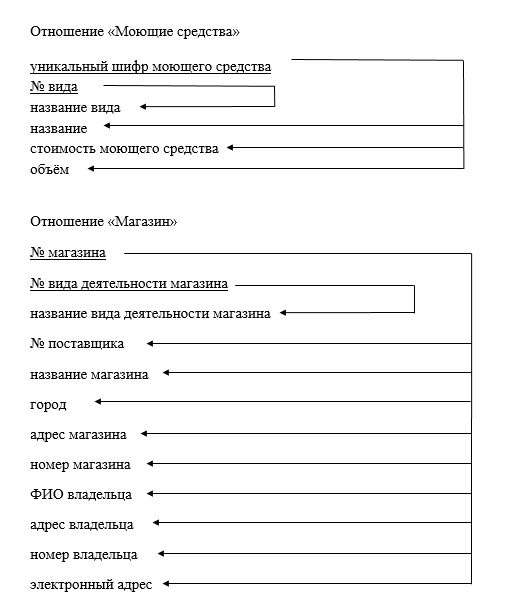 Отношение «Моющие средства»
уникальный шифр моющего средства
№ вида
название вида
название
стоимость моющего средства
объём
Отношение «Магазин»
№ магазина
№ вида деятельности магазина
название вида деятельности магазина
№ поставщика
название магазина
город
адрес магазина
номер магазина
ФИО владельца
адрес владельца
номер владельца
электронный адрес